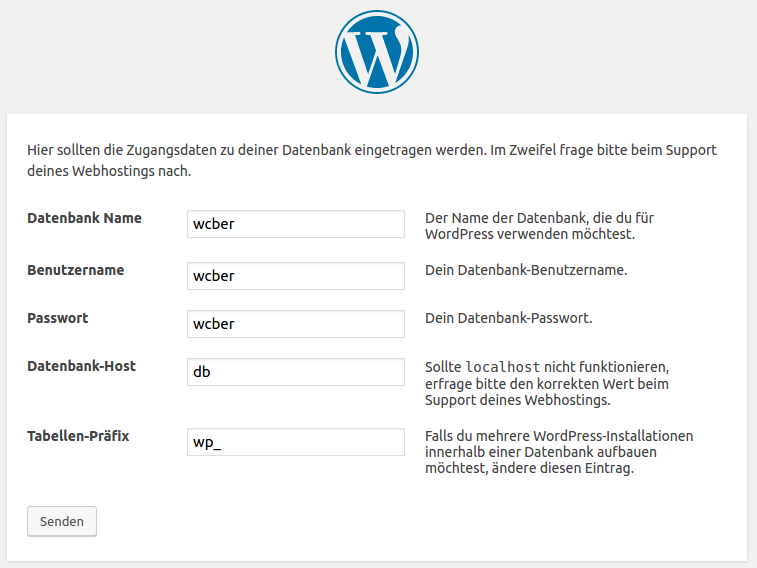 Hier sollten die Zugangsdaten zu deiner Datenbank eingetragen werden. Im Zweifel frage bitte beim Support
deines Webhostings nach.
Datenbank Name
wcber
Der Name der Datenbank, die du für
WordPress verwenden möchtest.
Benutzername
wcber
Dein Datenbank-Benutzername.
Passwort
wcber
Dein Datenbank-Passwort.
Datenbank-Host
db
Sollte localhost nicht funktionieren,
erfrage bitte den korrekten Wert beim
Support deines Webhostings.
Tabellen-Präfix
wp_
Falls du mehrere WordPress-Installationen
innerhalb einer Datenbank aufbauen
möchtest, ändere diesen Eintrag.
Senden